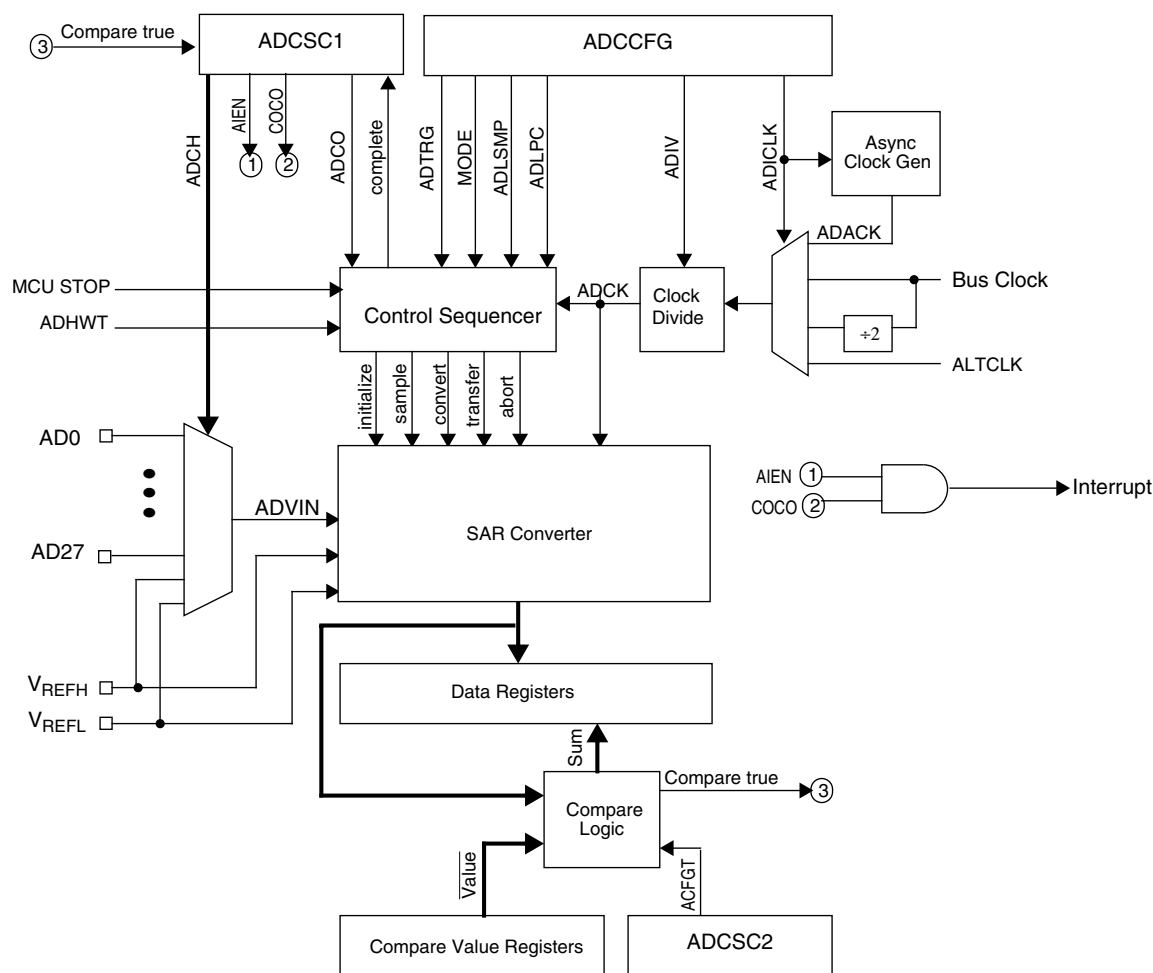 Compare true
3
ADCSC1
ADCCFG
ADCH
AIEN
COCO
ADCO
complete
ADTRG
MODE
ADLSMP
ADLPC
ADIV
ADICLK
Async
Clock Gen
1
2
ADACK
MCU STOP
ADHWT
Control Sequencer
ADCK
Clock
Divide
Bus Clock
÷2
ALTCLK
initialize
sample
convert
transfer
abort
AD0
AD27
ADVIN
SAR Converter
AIEN 1
COCO 2
Interrupt
VREFH
VREFL
Data Registers
Sum
Compare
Logic
Compare true
3
Value
ACFGT
Compare Value Registers
ADCSC2